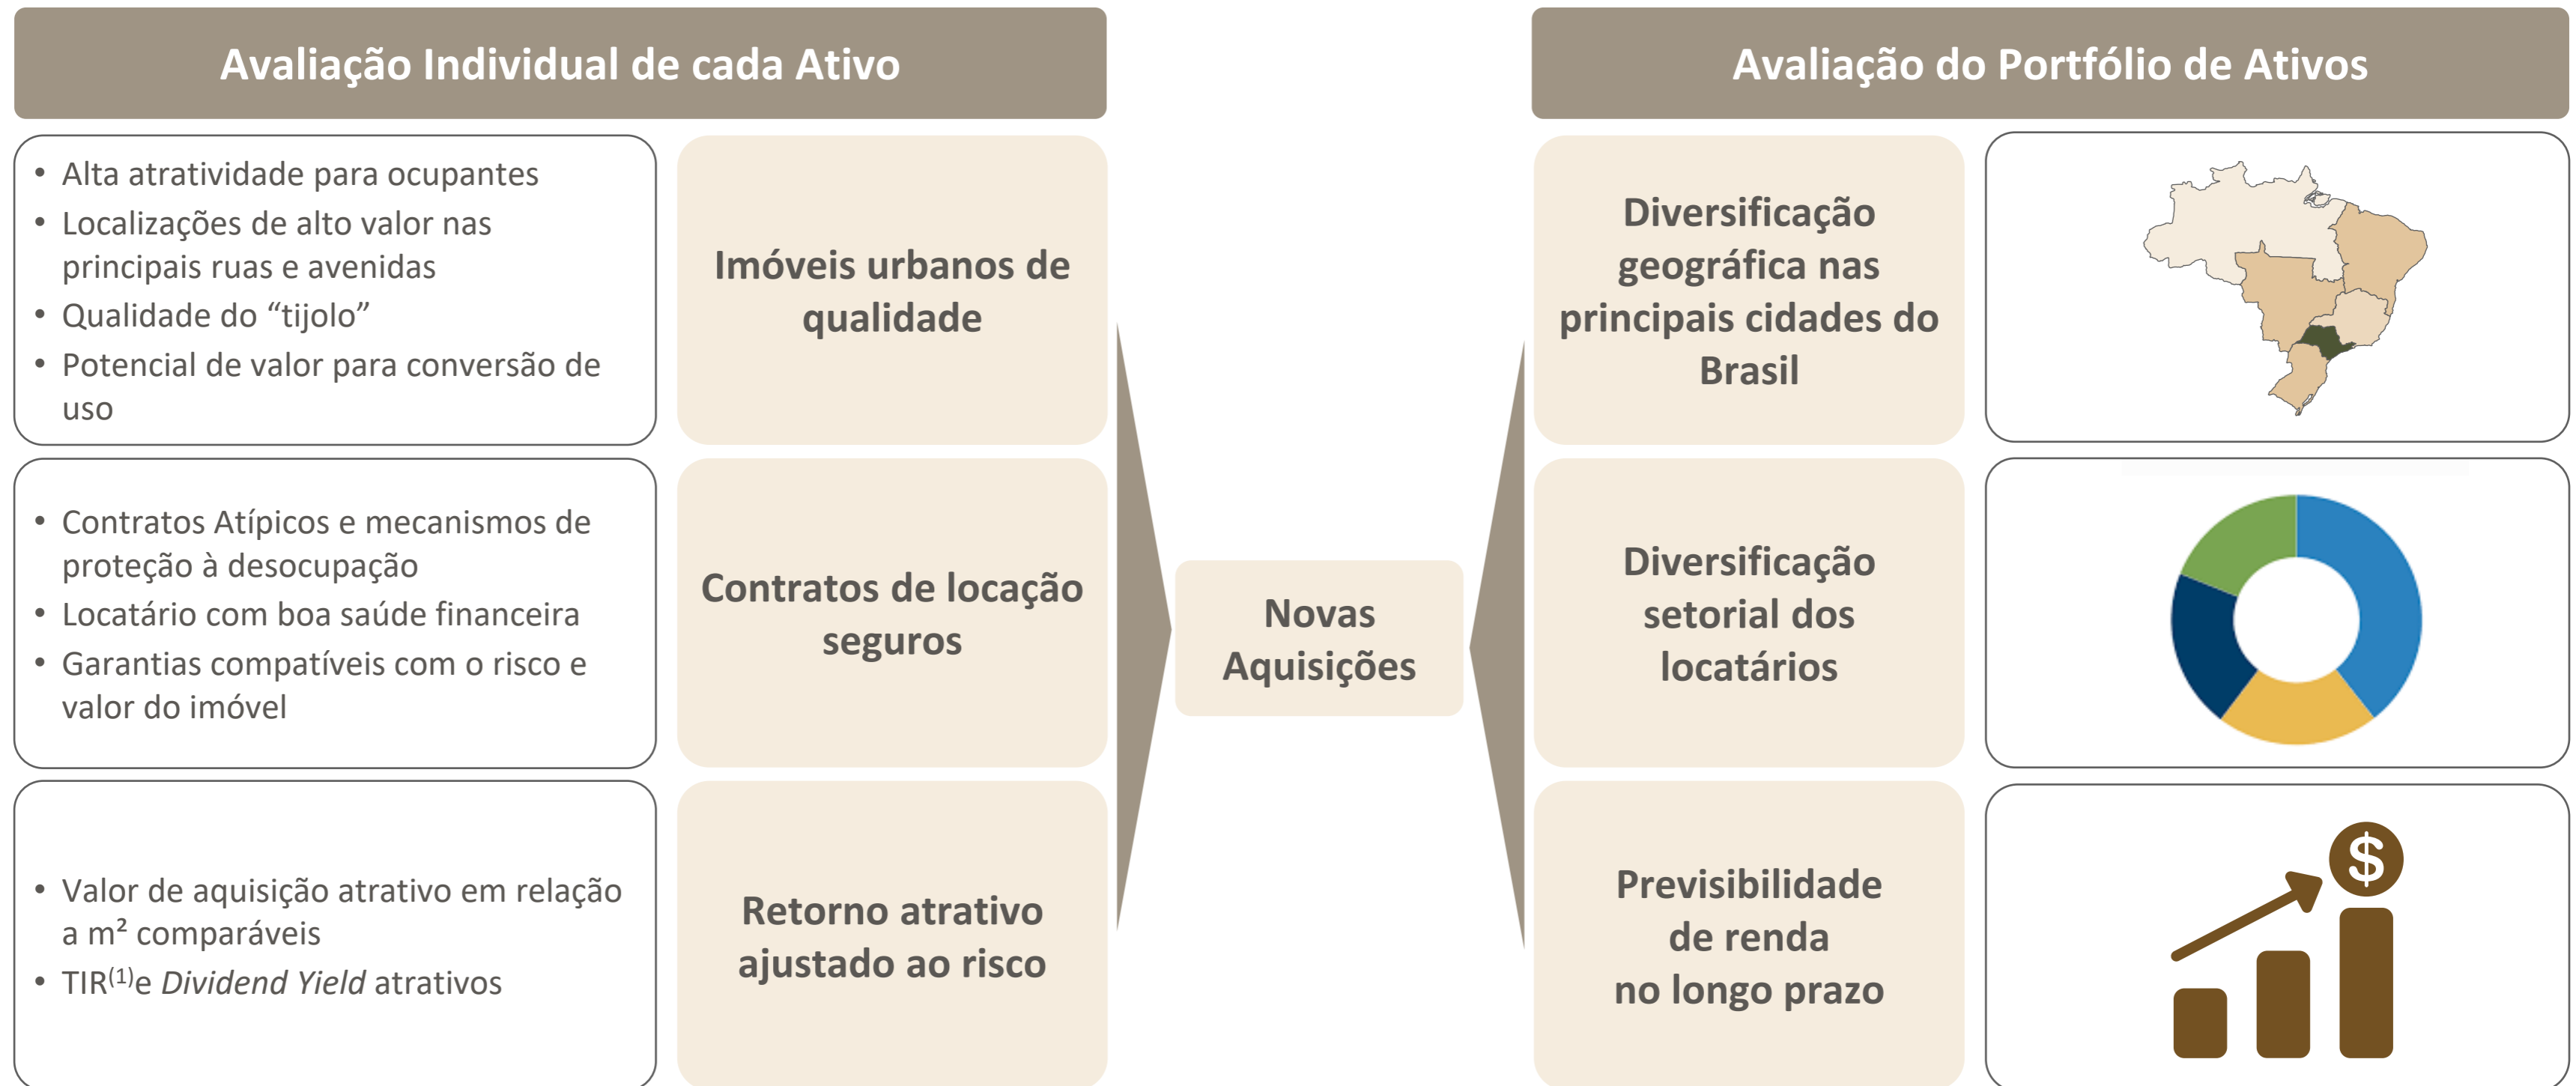 Avaliação Individual de cada Ativo
• Alta atratividade para ocupantes
• Localizações de alto valor nas
principais ruas e avenidas
• Qualidade do “tijolo”
• Potencial de valor para conversão de
uso
Imóveis urbanos de
qualidade
• Contratos Atípicos e mecanismos de
proteção à desocupação
• Locatário com boa saúde financeira
• Garantias compatíveis com o risco e
valor do imóvel
Contratos de locação
seguros
• Valor de aquisição atrativo em relação
a m² comparáveis
• TIR⁽¹⁾e Dividend Yield atrativos
Retorno atrativo
ajustado ao risco
Novas
Aquisições
Avaliação do Portfólio de Ativos
Diversificação
geográfica nas
principais cidades do
Brasil
Diversificação
setorial dos
locatários
Previsibilidade
de renda
no longo prazo
$